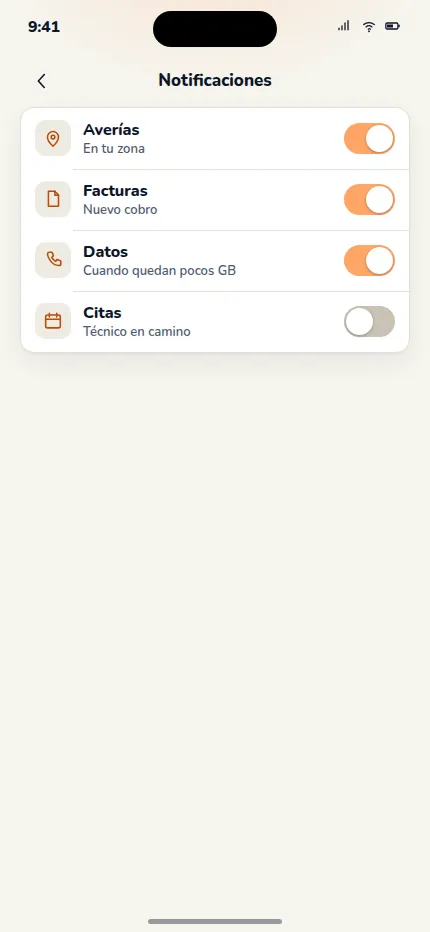 9:41
Notificaciones
Averías
En tu zona
Facturas
Nuevo cobro
Datos
Cuando quedan pocos GB
Citas
Técnico en camino